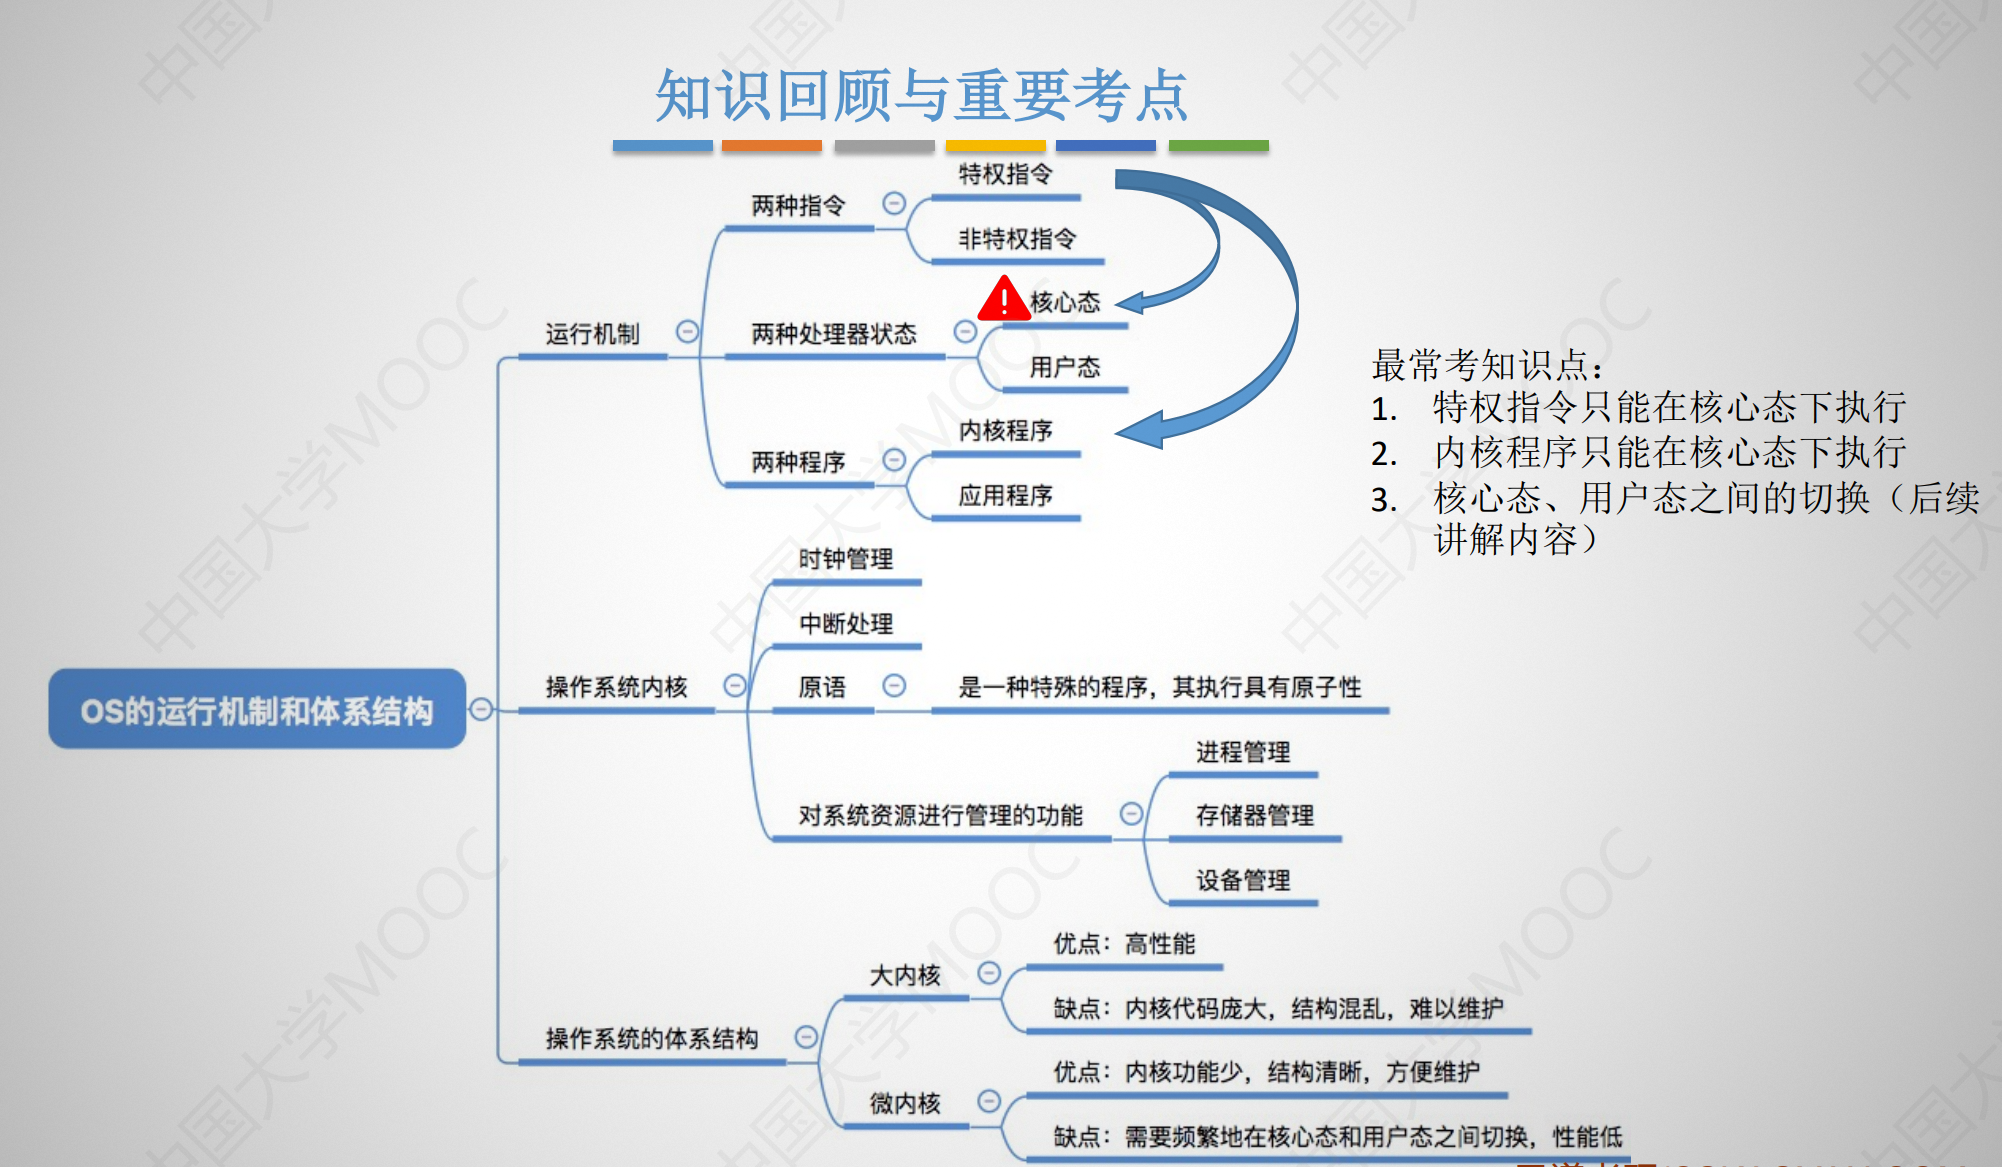 知识回顾与重要考点
特权指令
两种指令
非特权指令
核心态
运行机制
两种处理器状态
用户态
内核程序
两种程序
应用程序
最常考知识点：
1. 特权指令只能在核心态下执行
2. 内核程序只能在核心态下执行
3. 核心态、用户态之间的切换（后续
讲解内容）
时钟管理
中断处理
操作系统内核
原语
是一种特殊的程序，其执行具有原子性
OS的运行机制和体系结构
进程管理
对系统资源进行管理的功能
存储器管理
设备管理
优点：高性能
大内核
缺点：内核代码庞大，结构混乱，难以维护
操作系统的体系结构
优点：内核功能少，结构清晰，方便维护
微内核
缺点：需要频繁地在核心态和用户态之间切换，性能低
中国大学MOOC